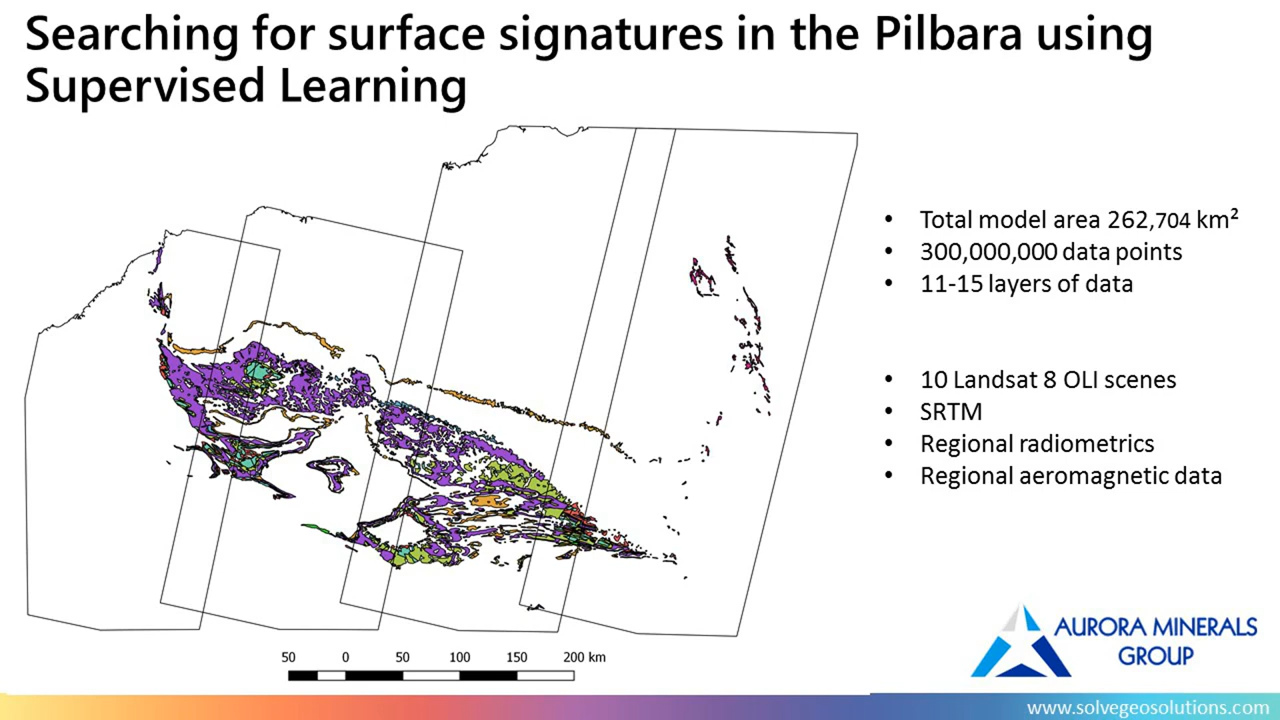 Searching for surface signatures in the Pilbara using
Supervised Learning
• Total model area 262,704 km²
• 300,000,000 data points
• 11-15 layers of data
• 10 Landsat 8 OLI scenes
• SRTM
• Regional radiometrics
• Regional aeromagnetic data
50 0 50 100 150 200 km
AURORA MINERALS
GROUP
www.solvegeosolutions.com